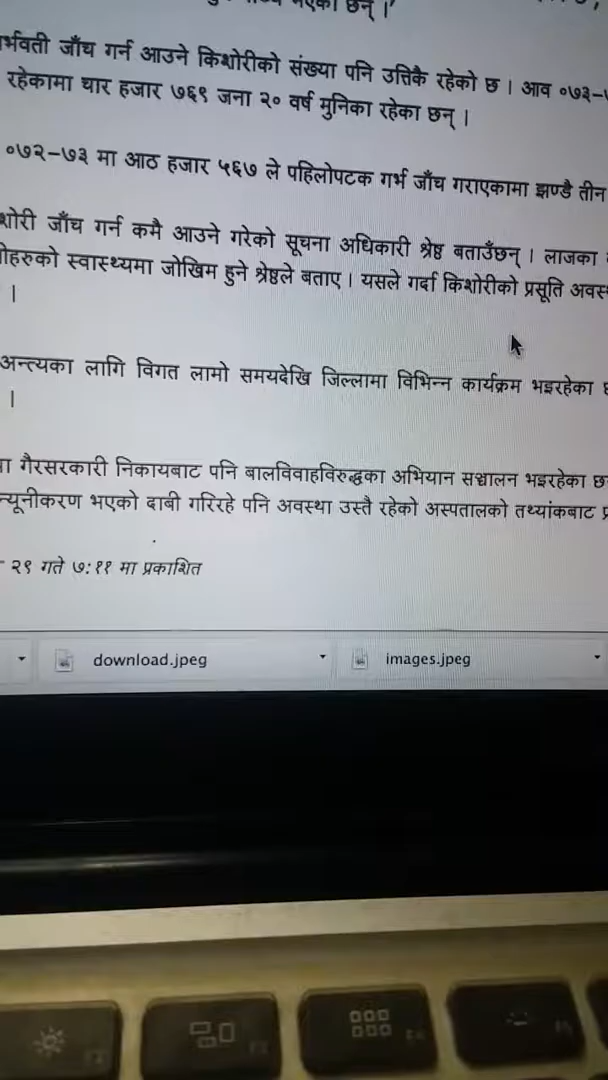 छन् ।'
र्भवती जाँच गर्न आउने किशोरीको संख्या पनि उत्तिकै रहेको छ । आव ०७३-
रहेकामा चार हजार ७६९ जना २० वर्ष मुनिका रहेका छन् ।
०७२-७३ मा आठ हजार ५६७ ले पहिलोपटक गर्भ जाँच गराएकामा झण्डै तीन
शोरी जाँच गर्न कमै आउने गरेको सूचना अधिकारी श्रेष्ठ बताउँछन् । लाजका
ीहरुको स्वास्थ्यमा जोखिम हुने श्रेष्ठले बताए । यसले गर्दा किशोरीको प्रसूति अवस
।
अन्त्यका लागि विगत लामो समयदेखि जिल्लामा विभिन्न कार्यक्रम भइरहेका
।
गैरसरकारी निकायबाट पनि बालविवाहविरुद्धका अभियान सञ्चालन भइरहेका छ
न्यूनीकरण भएको दाबी गरिरहे पनि अवस्था उस्तै रहेको अस्पतालको तथ्यांकबाट
२९ गते ७:११ मा प्रकाशित
download.jpeg images.jpeg
F4